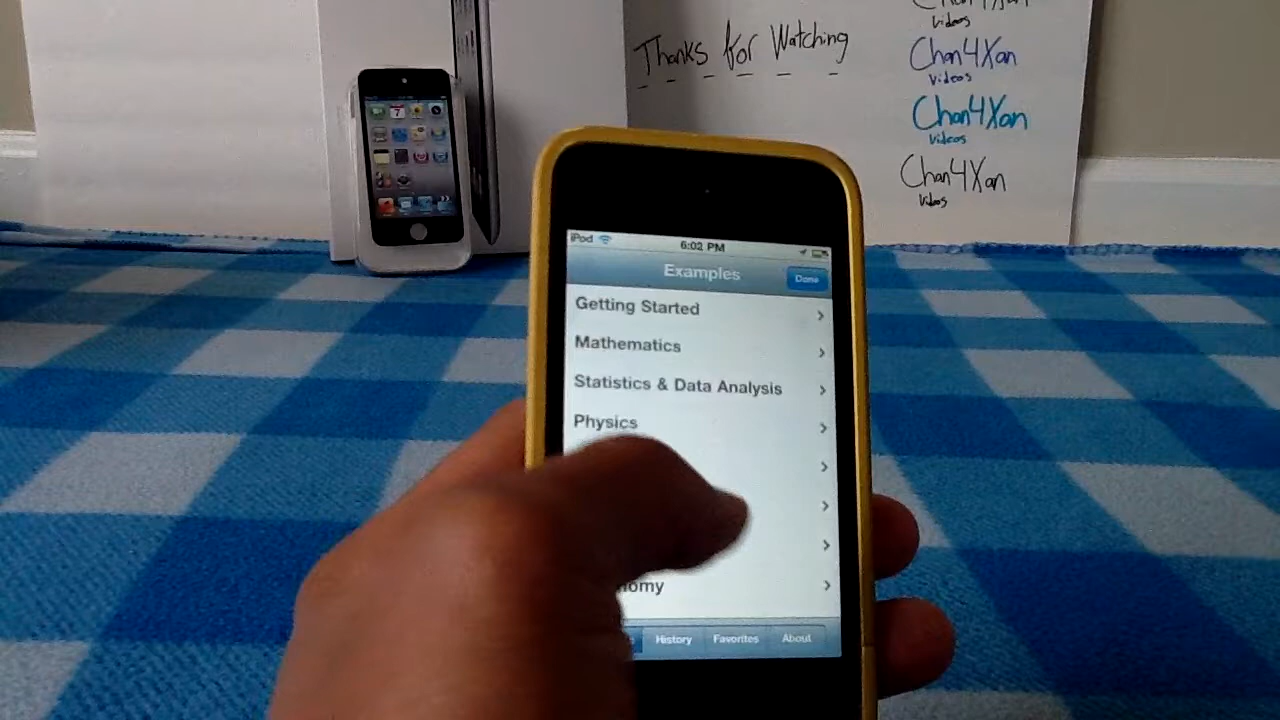 Thanks for Watching
videos
Chan4Xan
videos
Chan4Xan
videos
Chan4Xan
videos
iPod
6:02 PM
Examples
Done
Getting Started
Mathematics
Statistics & Data Analysis
Physics
History
Favorites
About